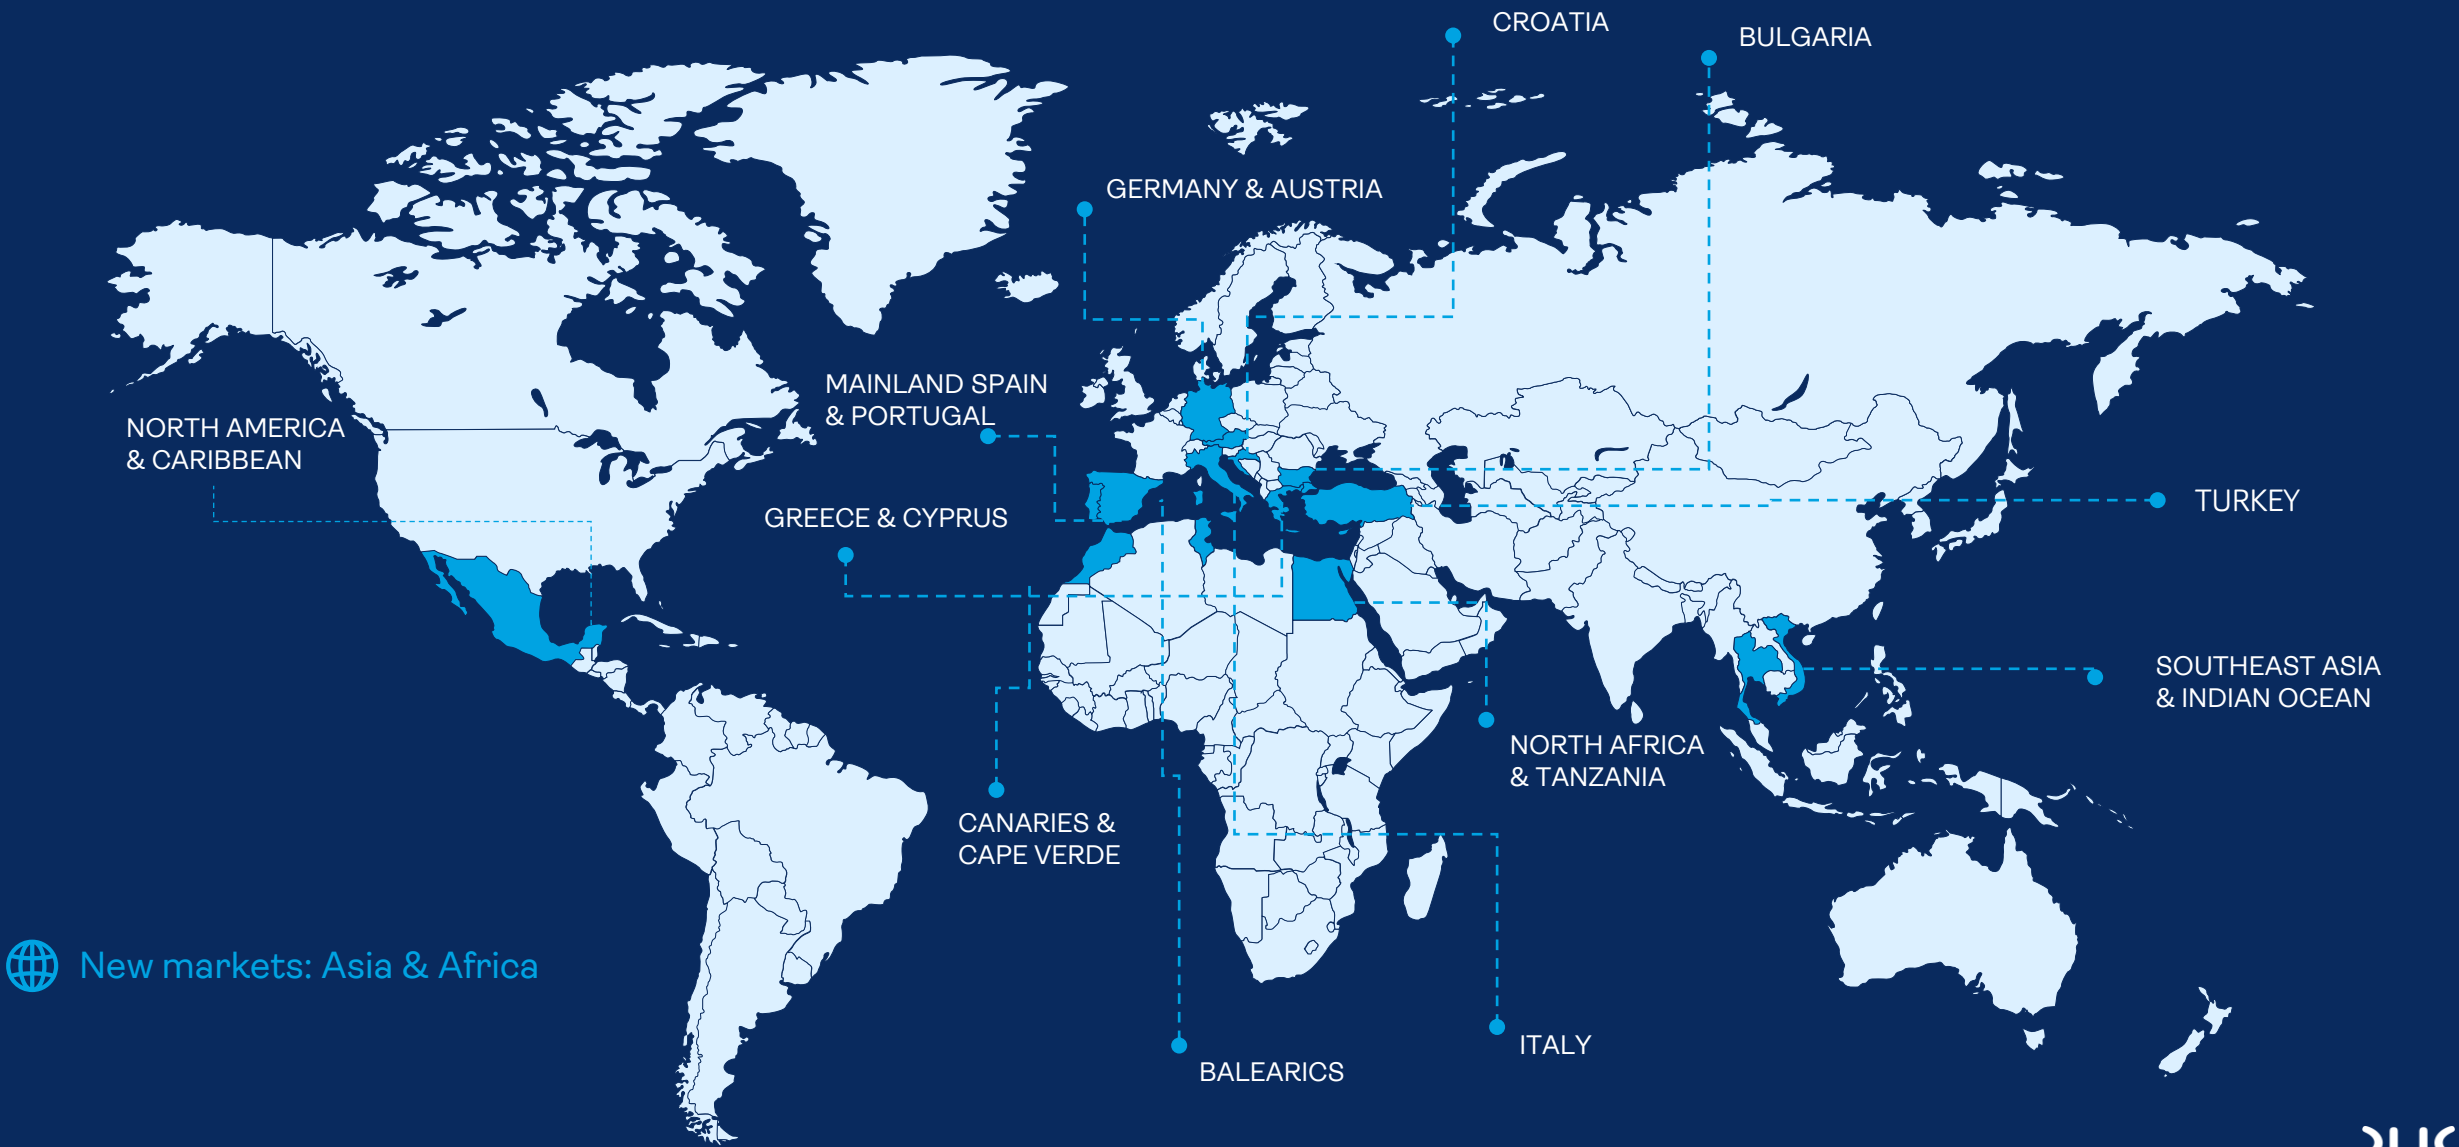 CROATIA
BULGARIA
GERMANY & AUSTRIA
MAINLAND SPAIN
& PORTUGAL
NORTH AMERICA
& CARIBBEAN
GREECE & CYPRUS
TURKEY
SOUTHEAST ASIA
& INDIAN OCEAN
NORTH AFRICA
& TANZANIA
CANARIES &
CAPE VERDE
New markets: Asia & Africa
ITALY
BALEARICS